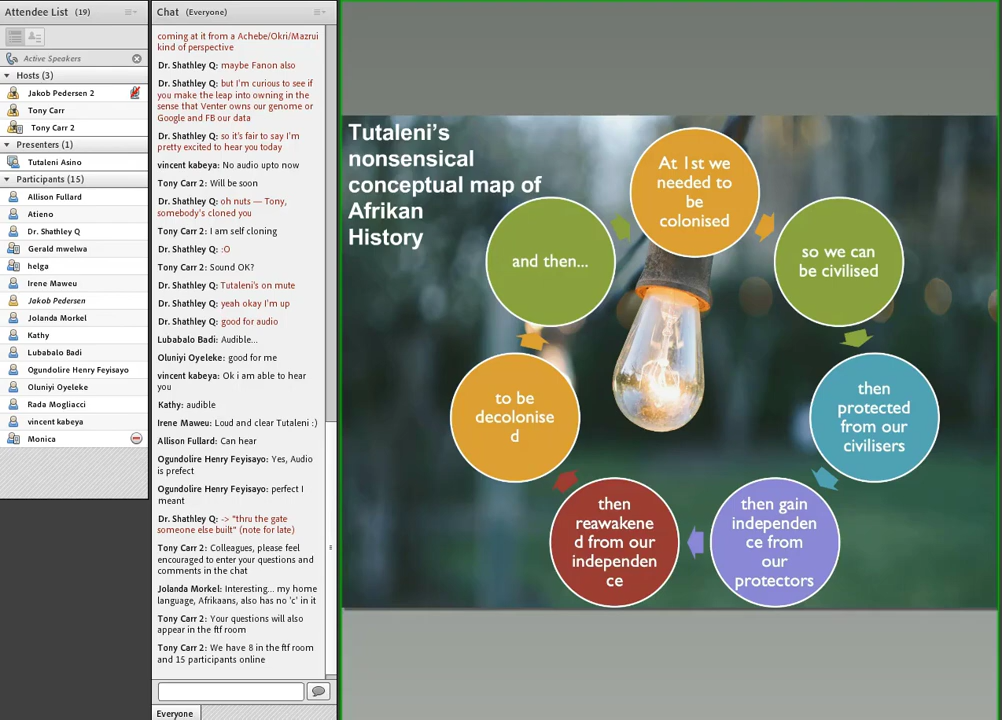 Attendee List (19)
Active Speakers
Hosts (3)
Jakob Pedersen 2
Tony Carr
Tony Carr 2
Presenters (1)
Tutaleni Asino
Participants (15)
Allison Fullard
Atieno
Dr. Shathley Q
Gerald mwelwa
helga
Irene Maweu
Jakob Pedersen
Jolanda Morkel
Kathy
Lubabalo Badi
Ogundolire Henry Feyisayo
Oluniyi Oyeleke
Rada Mogliacci
vincent kabeya
Monica
Chat (Everyone)
coming at it from a Achebe/Okri/Mazrui
kind of perspective
Dr. Shathley Q: maybe Fanon also
Dr. Shathley Q: but I'm curious to see if
you make the leap into owning in the
sense that Venter owns our genome or
Google and FB our data
Dr. Shathley Q: so it's fair to say I'm
pretty excited to hear you today
vincent kabeya: No audio upto now
Tony Carr 2: Will be soon
Dr. Shathley Q: oh nuts — Tony,
somebody's cloned you
Tony Carr 2: I am self cloning
Dr. Shathley Q: :O
Tony Carr 2: Sound OK?
Dr. Shathley Q: Tutaleni's on mute
Dr. Shathley Q: yeah okay I'm up
Dr. Shathley Q: good for audio
Lubabalo Badi: Audible...
Oluniyi Oyeleke: good for me
vincent kabeya: Ok i am able to hear
you
Kathy: audible
Irene Maweu: Loud and clear Tutaleni :)
Allison Fullard: Can hear
Ogundolire Henry Feyisayo: Yes, Audio
is prefect
Ogundolire Henry Feyisayo: perfect I
meant
Dr. Shathley Q: -> "thru the gate
someone else built" (note for late)
Tony Carr 2: Colleagues, please feel
encouraged to enter your questions and
comments in the chat
Jolanda Morkel: Interesting... my home
language, Afrikaans, also has no 'c' in it
Tony Carr 2: Your questions will also
appear in the ftf room
Tony Carr 2: We have 8 in the ftf room
and 15 participants online
Everyone
Tutaleni's
nonsensical
conceptual map of
Afrikan
History
At 1st we
needed to
be
colonised
so we can
be civilised
then
protected
from our
civilisers
then gain
independen
ce from
our
protectors
then
reawakene
d from our
independen
ce
to be
decolonise
d
and then...